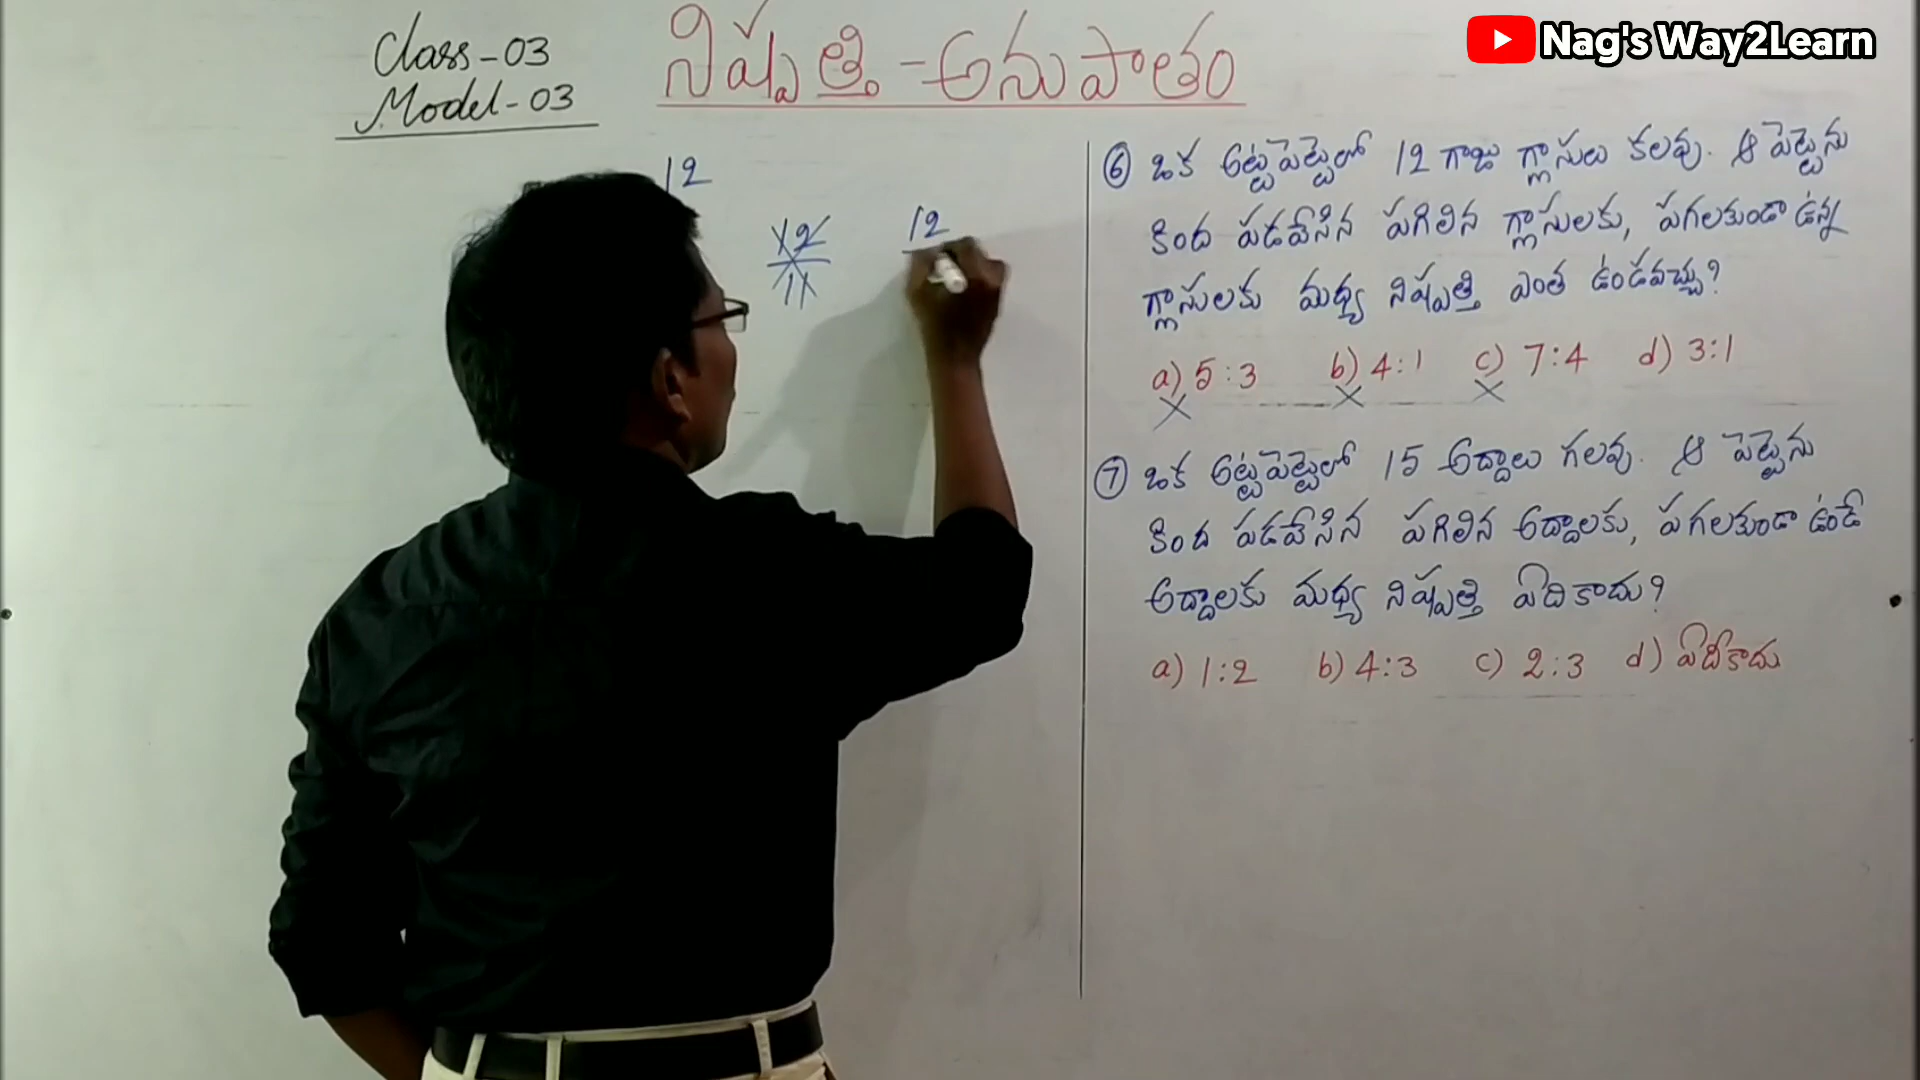 Nag's Way2Learn
Class-03
Model-03
నిష్పత్తి - అనుపాతం
12
12
11
12
⑥ ఒక అట్టపెట్టెలో 12 గాజు గ్లాసులు కలవు. ఆ పెట్టెను
కింద పడవేసిన పగిలిన గ్లాసులకు, పగలకుండా ఉన్న
గ్లాసులకు మధ్య నిష్పత్తి ఎంత ఉండవచ్చు?
a) 5:3 b) 4:1 c) 7:4 d) 3:1
⑦ ఒక అట్టపెట్టెలో 15 అద్దాలు గలవు. ఆ పెట్టెను
కింద పడవేసిన పగిలిన అద్దాలకు, పగలకుండా ఉండే
అద్దాలకు మధ్య నిష్పత్తి ఏదికాదు?
a) 1:2 b) 4:3 c) 2:3 d) ఏదీకాదు